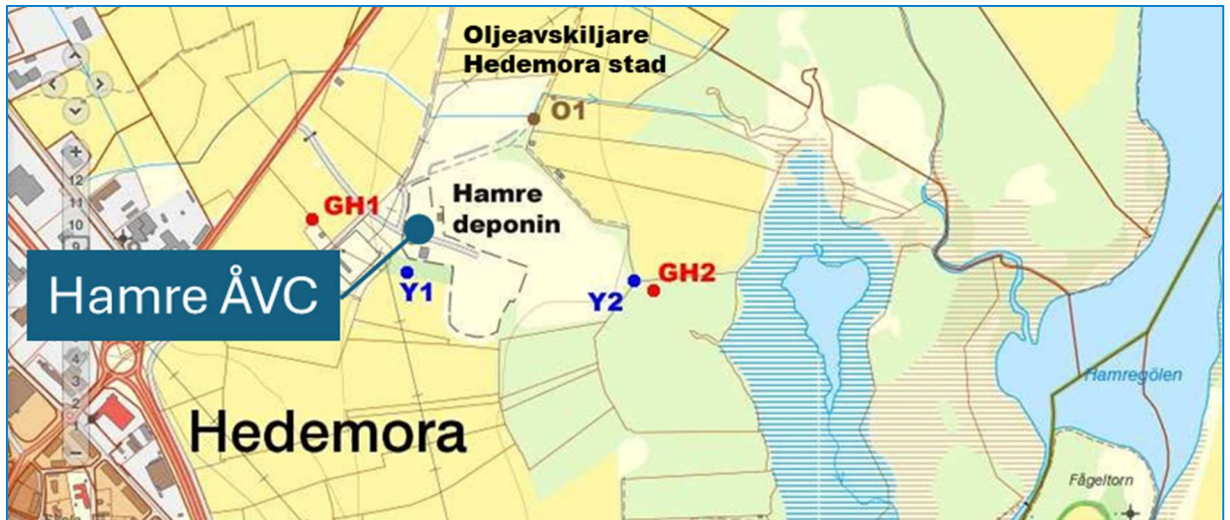 Oljeavskiljare
Hedemora stad
O1
12
11
10
9
GH1
Hamre
deponin
Hamre ÅVC
Y1
GH2
Y2
4
3
2
1
Hamregölen
Hedemora
Fågeltorn